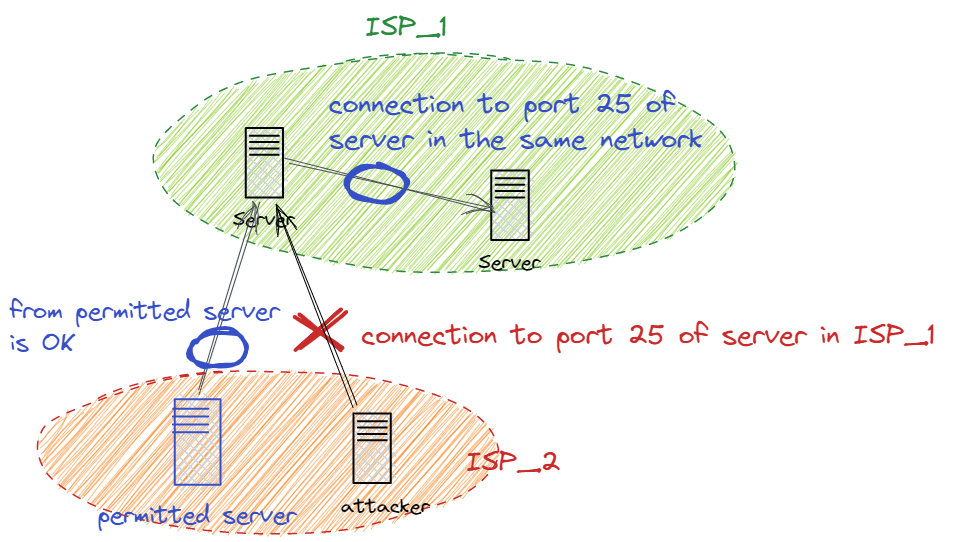 ISP_1
connection to port 25 of
server in the same network
Server
Server
from permitted server
is OK
connection to port 25 of server in ISP_1
ISP_2
attacker
permitted server